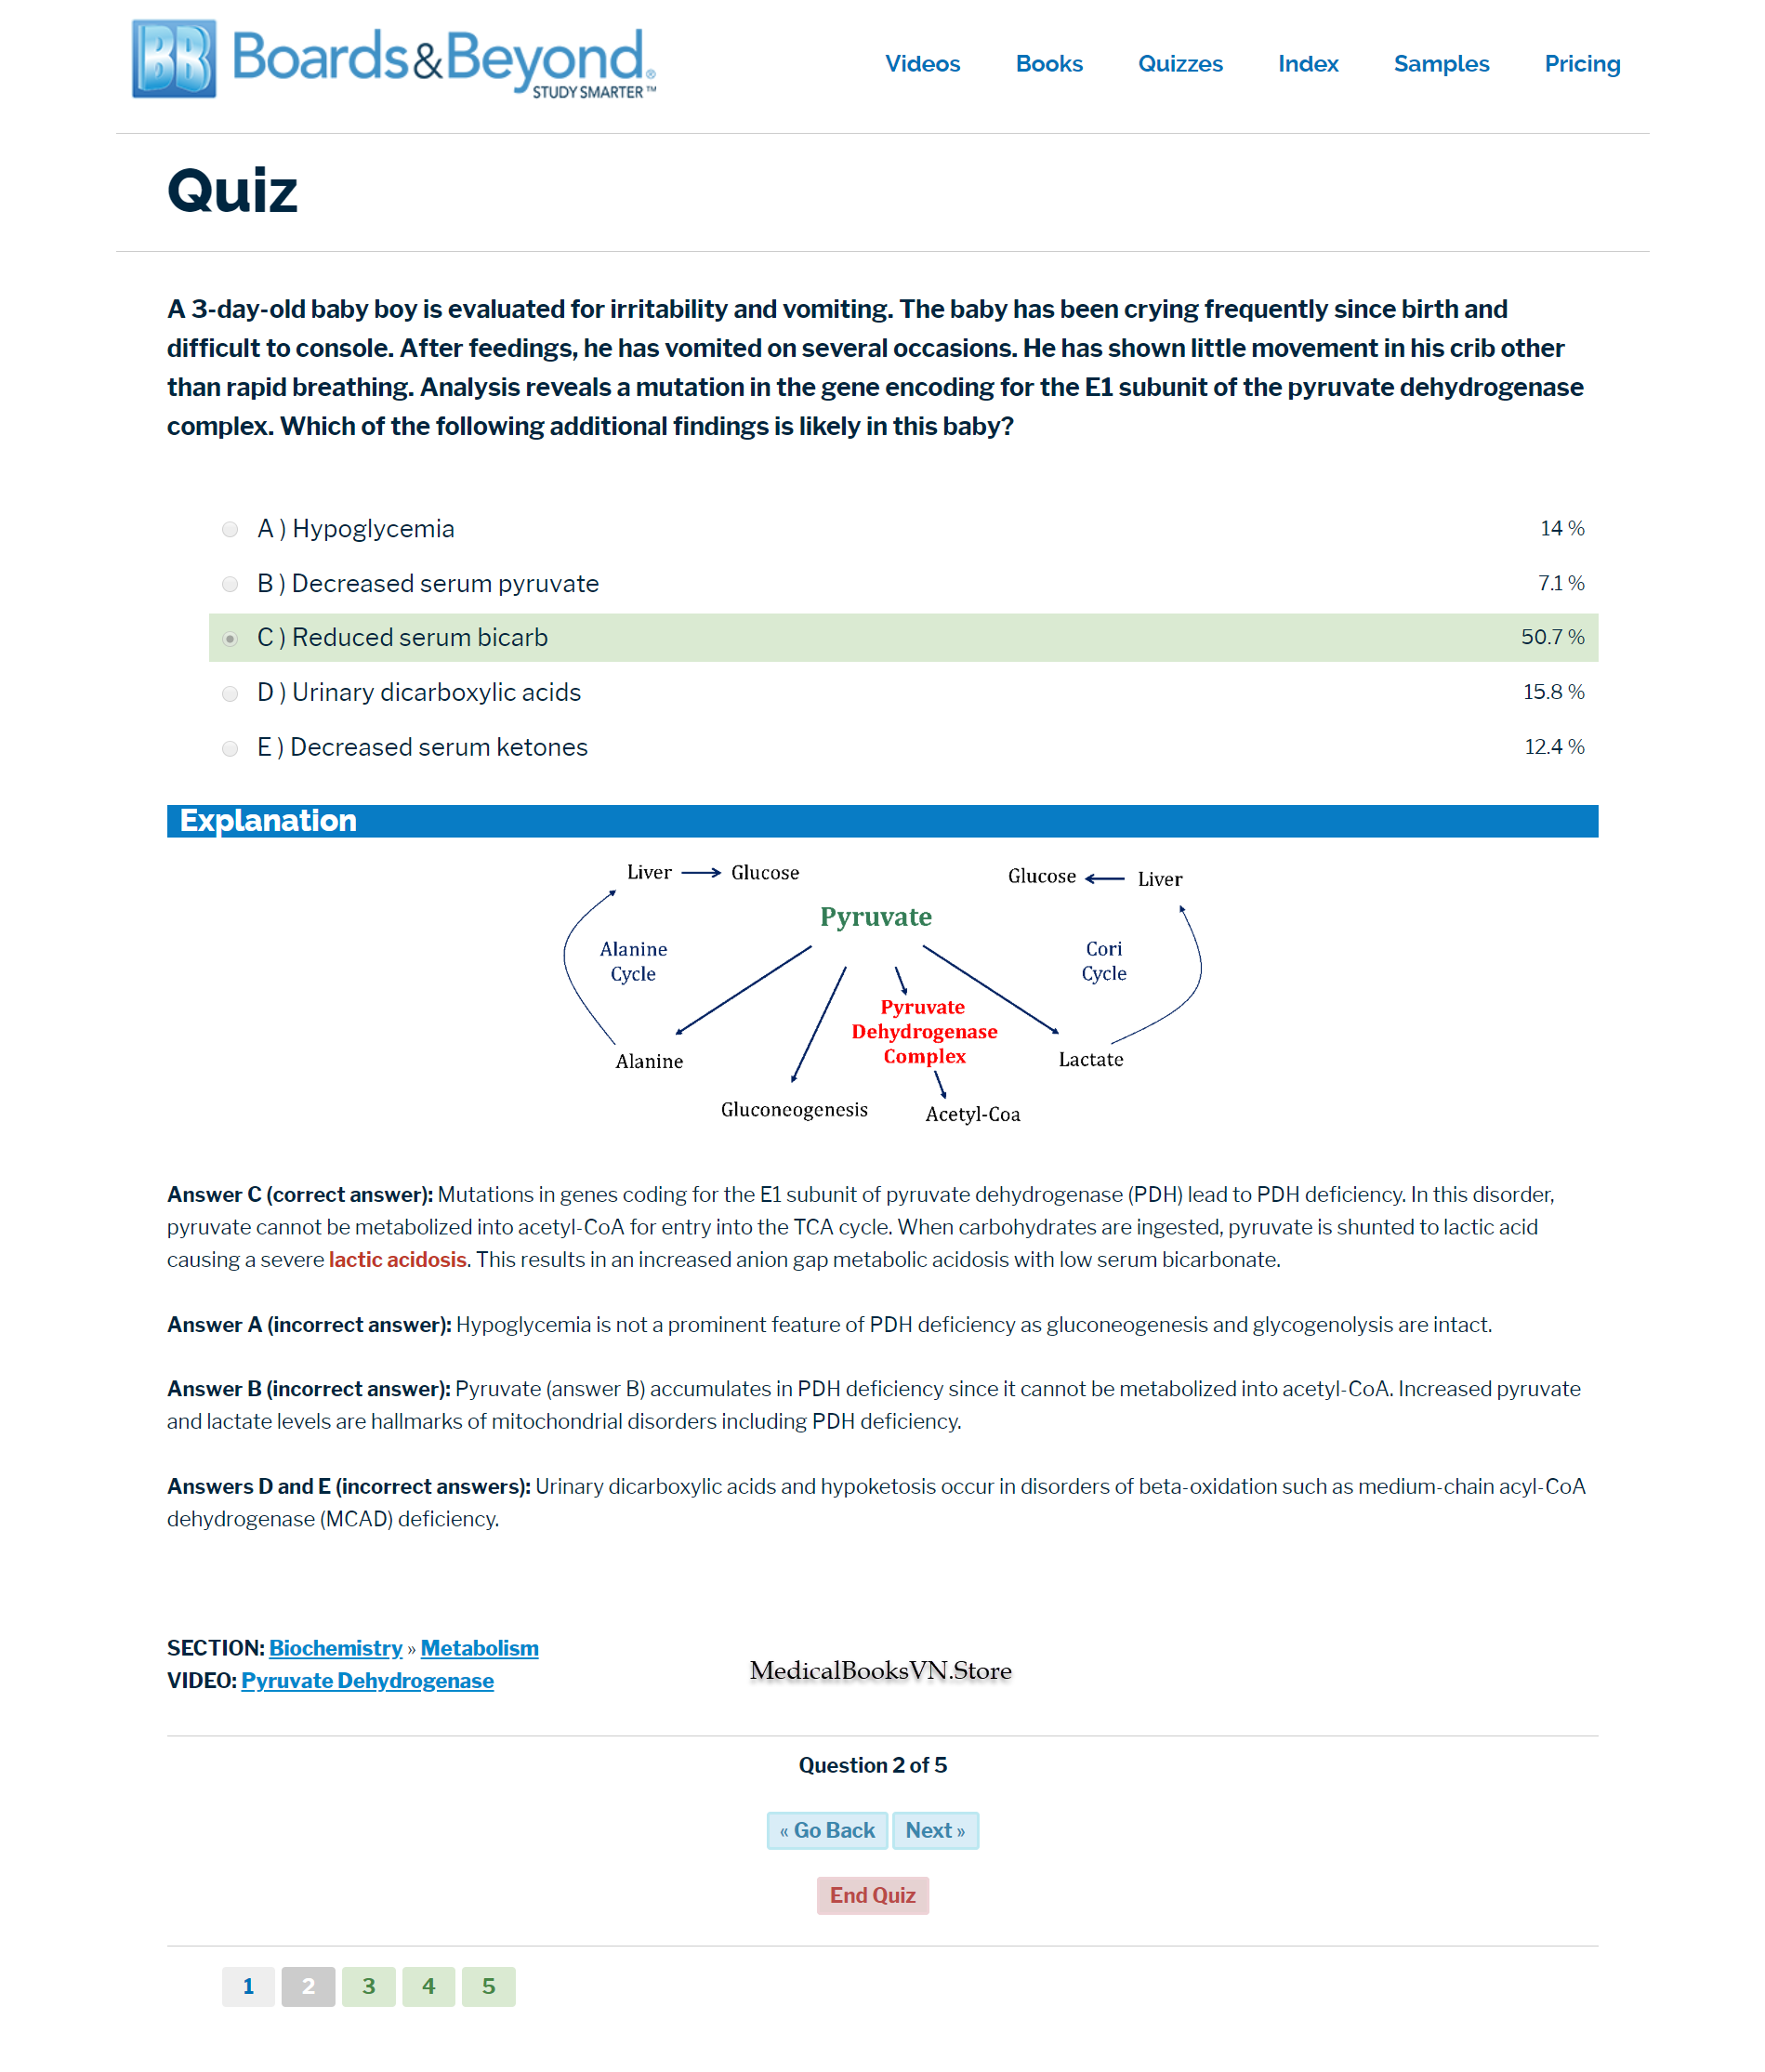 BB Boards&Beyond®
STUDY SMARTER™
Videos Books Quizzes Index Samples Pricing
Quiz
A 3-day-old baby boy is evaluated for irritability and vomiting. The baby has been crying frequently since birth and
difficult to console. After feedings, he has vomited on several occasions. He has shown little movement in his crib other
than rapid breathing. Analysis reveals a mutation in the gene encoding for the E1 subunit of the pyruvate dehydrogenase
complex. Which of the following additional findings is likely in this baby?
A ) Hypoglycemia 14 %
B ) Decreased serum pyruvate 7.1 %
C ) Reduced serum bicarb 50.7 %
D ) Urinary dicarboxylic acids 15.8 %
E ) Decreased serum ketones 12.4 %
Explanation
Liver Glucose Glucose Liver
Pyruvate
Alanine Cori
Cycle Cycle
Pyruvate
Dehydrogenase
Complex
Alanine Lactate
Gluconeogenesis Acetyl-Coa
Answer C (correct answer): Mutations in genes coding for the E1 subunit of pyruvate dehydrogenase (PDH) lead to PDH deficiency. In this disorder,
pyruvate cannot be metabolized into acetyl-CoA for entry into the TCA cycle. When carbohydrates are ingested, pyruvate is shunted to lactic acid
causing a severe lactic acidosis. This results in an increased anion gap metabolic acidosis with low serum bicarbonate.
Answer A (incorrect answer): Hypoglycemia is not a prominent feature of PDH deficiency as gluconeogenesis and glycogenolysis are intact.
Answer B (incorrect answer): Pyruvate (answer B) accumulates in PDH deficiency since it cannot be metabolized into acetyl-CoA. Increased pyruvate
and lactate levels are hallmarks of mitochondrial disorders including PDH deficiency.
Answers D and E (incorrect answers): Urinary dicarboxylic acids and hypoketosis occur in disorders of beta-oxidation such as medium-chain acyl-CoA
dehydrogenase (MCAD) deficiency.
SECTION: Biochemistry » Metabolism
VIDEO: Pyruvate Dehydrogenase
MedicalBooksVN.Store
Question 2 of 5
« Go Back Next »
End Quiz
1 2 3 4 5